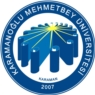 KARAMANOĞLU MEHMETBEY ÜNİVERSİTESİ
KARAMAN
2007